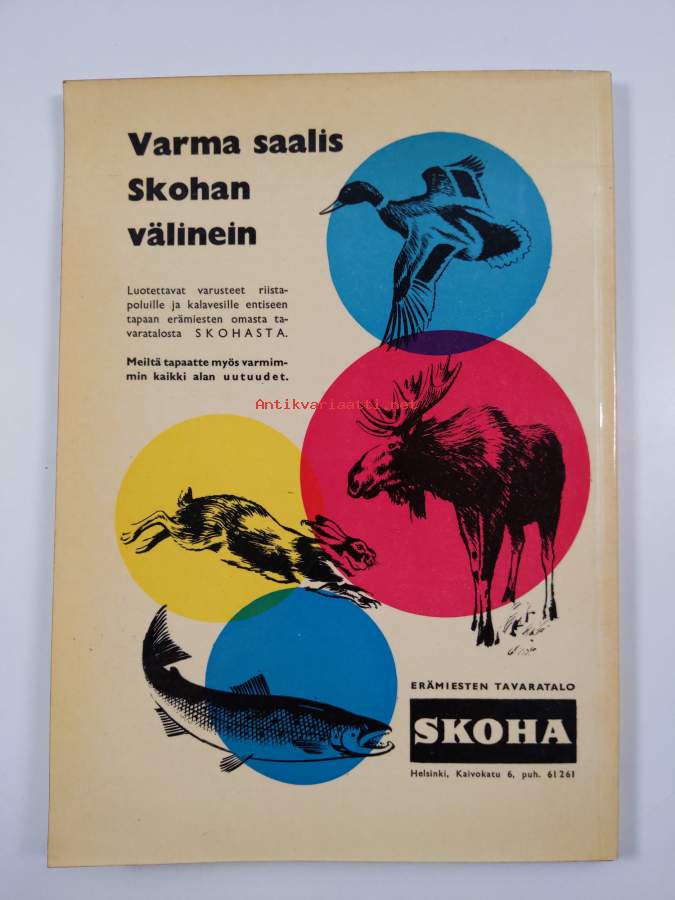 Varma saalis
Skohan
välinein
Luotettavat varusteet riista-
poluille ja kalavesille entiseen
tapaan erämiesten omasta ta-
varatalosta SKOHASTA.
Meiltä tapaatte myös varmim-
min kaikki alan uutuudet.
Antikvariaatti.net
ERÄMIESTEN TAVARATALO
SKOHA
Helsinki, Kaivokatu 6, puh. 61 261